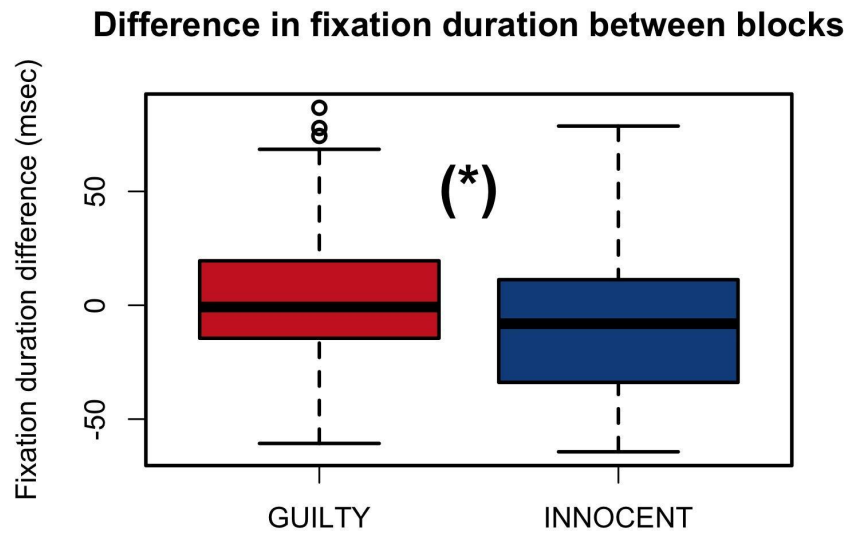 Difference in fixation duration between blocks
Fixation duration difference (msec)
50
0
-50
(*)
GUILTY
INNOCENT